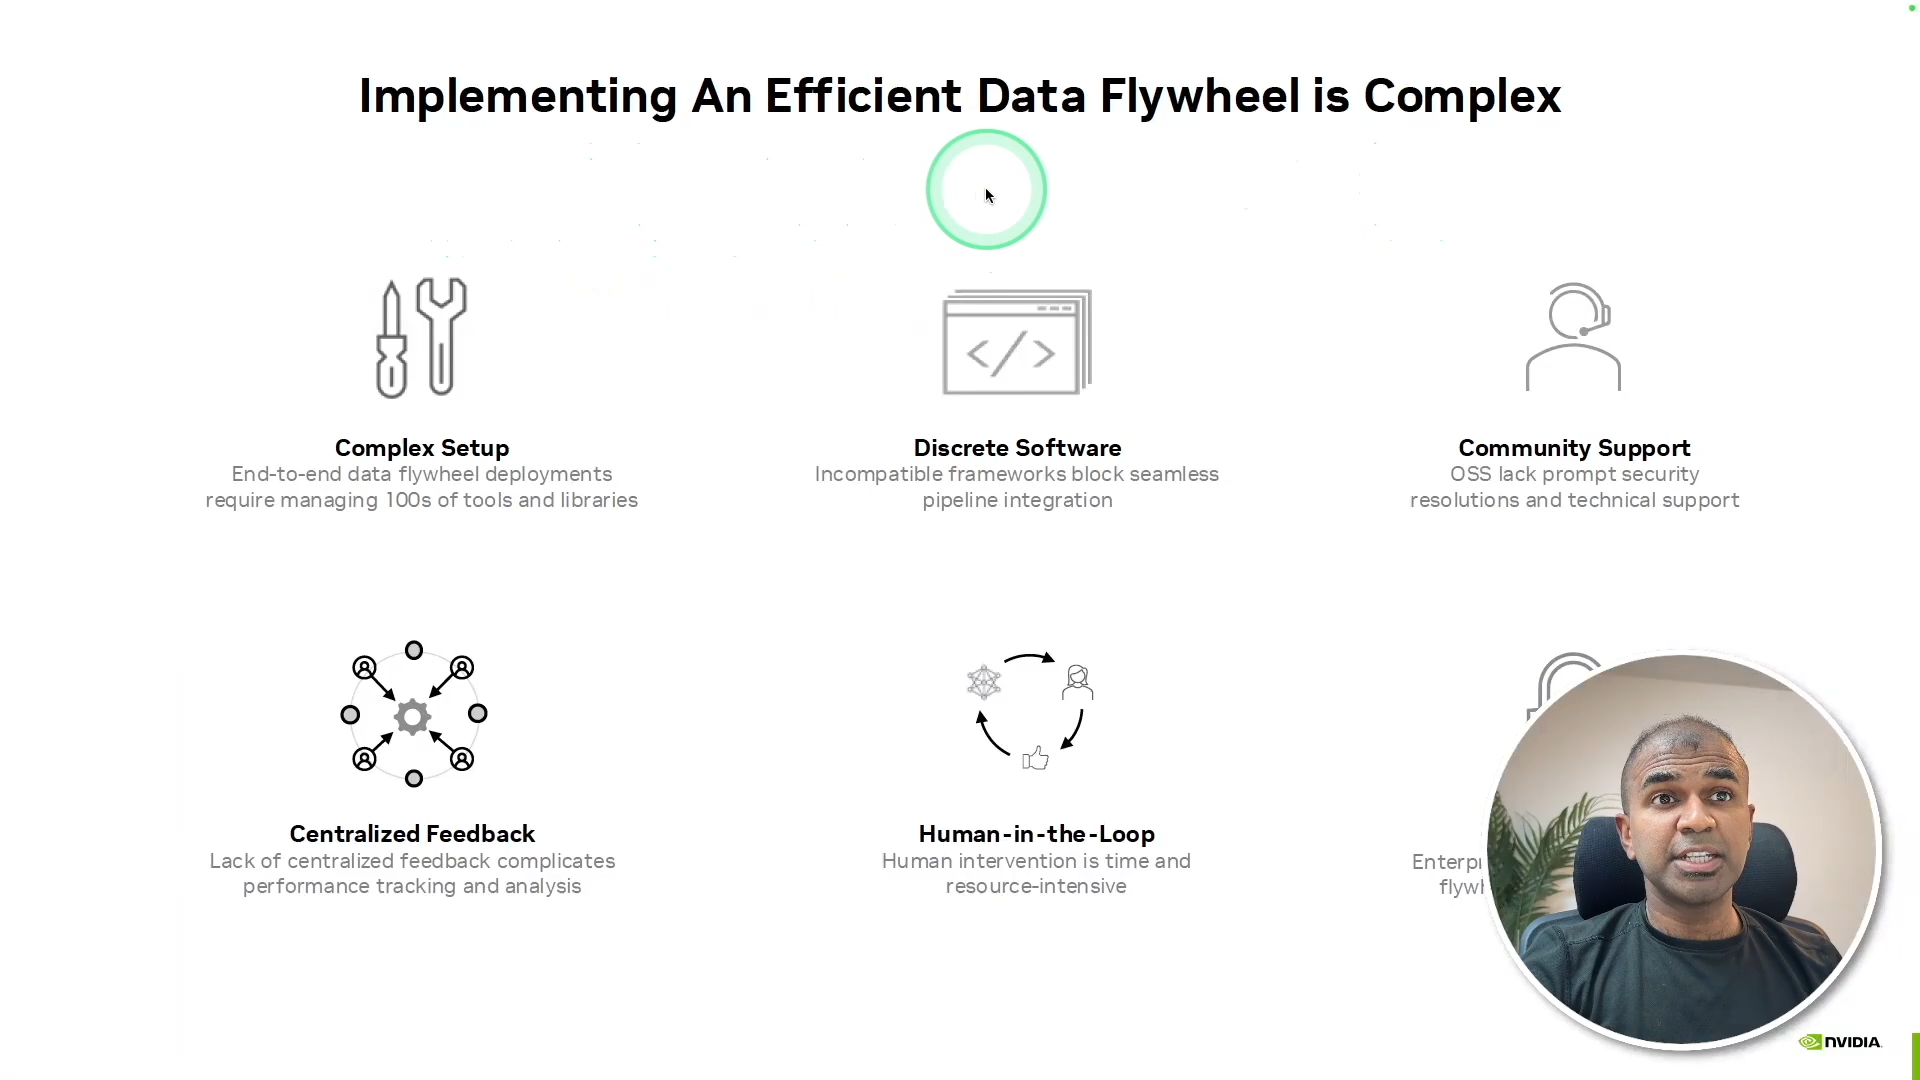 Implementing An Efficient Data Flywheel is Complex
</>
Complex Setup
End-to-end data flywheel deployments
require managing 100s of tools and libraries
Discrete Software
Incompatible frameworks block seamless
pipeline integration
Community Support
OSS lack prompt security
resolutions and technical support
Centralized Feedback
Lack of centralized feedback complicates
performance tracking and analysis
Human-in-the-Loop
Human intervention is time and
resource-intensive
NVIDIA